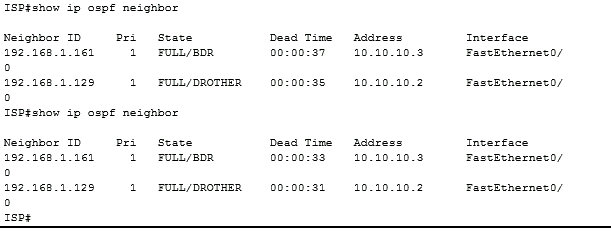 ISP#show ip ospf neighbor
Neighbor ID Pri State Dead Time Address Interface
192.168.1.161 1 FULL/BDR 00:00:37 10.10.10.3 FastEthernet0/
0
192.168.1.129 1 FULL/DROTHER 00:00:35 10.10.10.2 FastEthernet0/
0
ISP#show ip ospf neighbor
Neighbor ID Pri State Dead Time Address Interface
192.168.1.161 1 FULL/BDR 00:00:33 10.10.10.3 FastEthernet0/
0
192.168.1.129 1 FULL/DROTHER 00:00:31 10.10.10.2 FastEthernet0/
0
ISP#